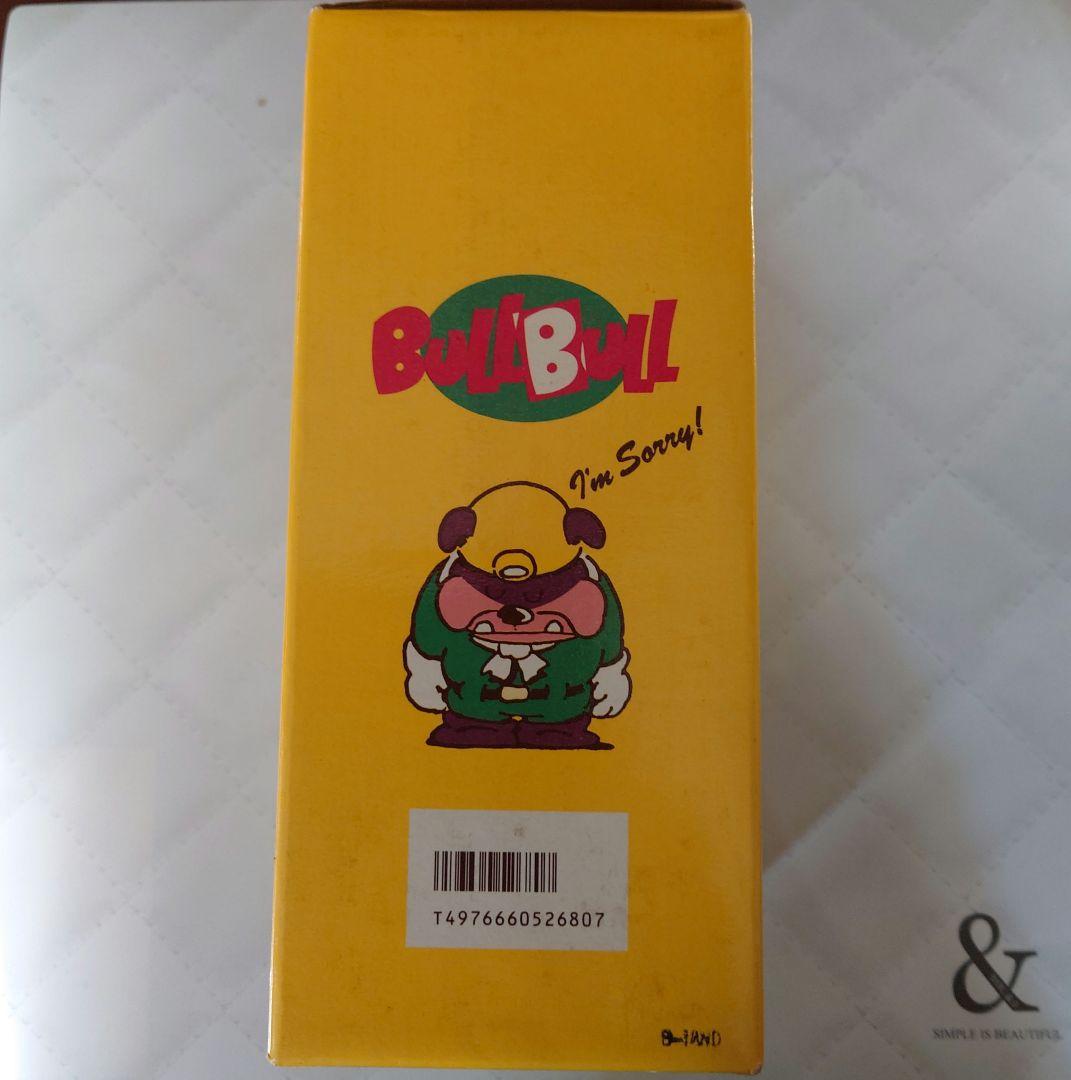 BullBull
I'm Sorry!
T4976660526807
&
SIMPLE IS BEAUTIFUL